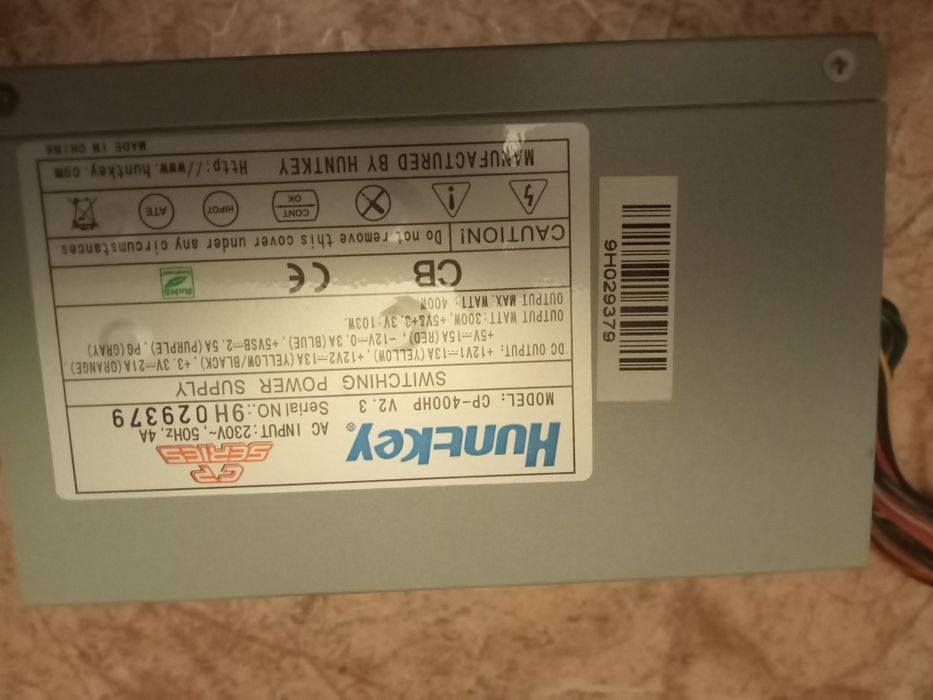 Huntkey®
GP
SERIES
MODEL: CP-400HP V2.3
AC INPUT:230V~, 50Hz, 4A
Serial NO.:9H029379
SWITCHING POWER SUPPLY
DC OUTPUT: +12V1⎓13A(YELLOW), +12V2⎓13A(YELLOW/BLACK), +3.3V⎓21A(ORANGE),
+5V⎓15A(RED), -12V⎓0.3A(BLUE), +5VSB⎓2.5A(PURPLE), PG(GRAY)
OUTPUT WATT:300W, +5V&+3.3V:103W.
OUTPUT MAX.WATT: 400W.
CB CE RoHS
CAUTION! Do not remove this cover under any circumstances
CONT OK HIPOT ATE
MANUFACTURED BY HUNTKEY Http://www.huntkey.com
MADE IN CHINA
9H029379